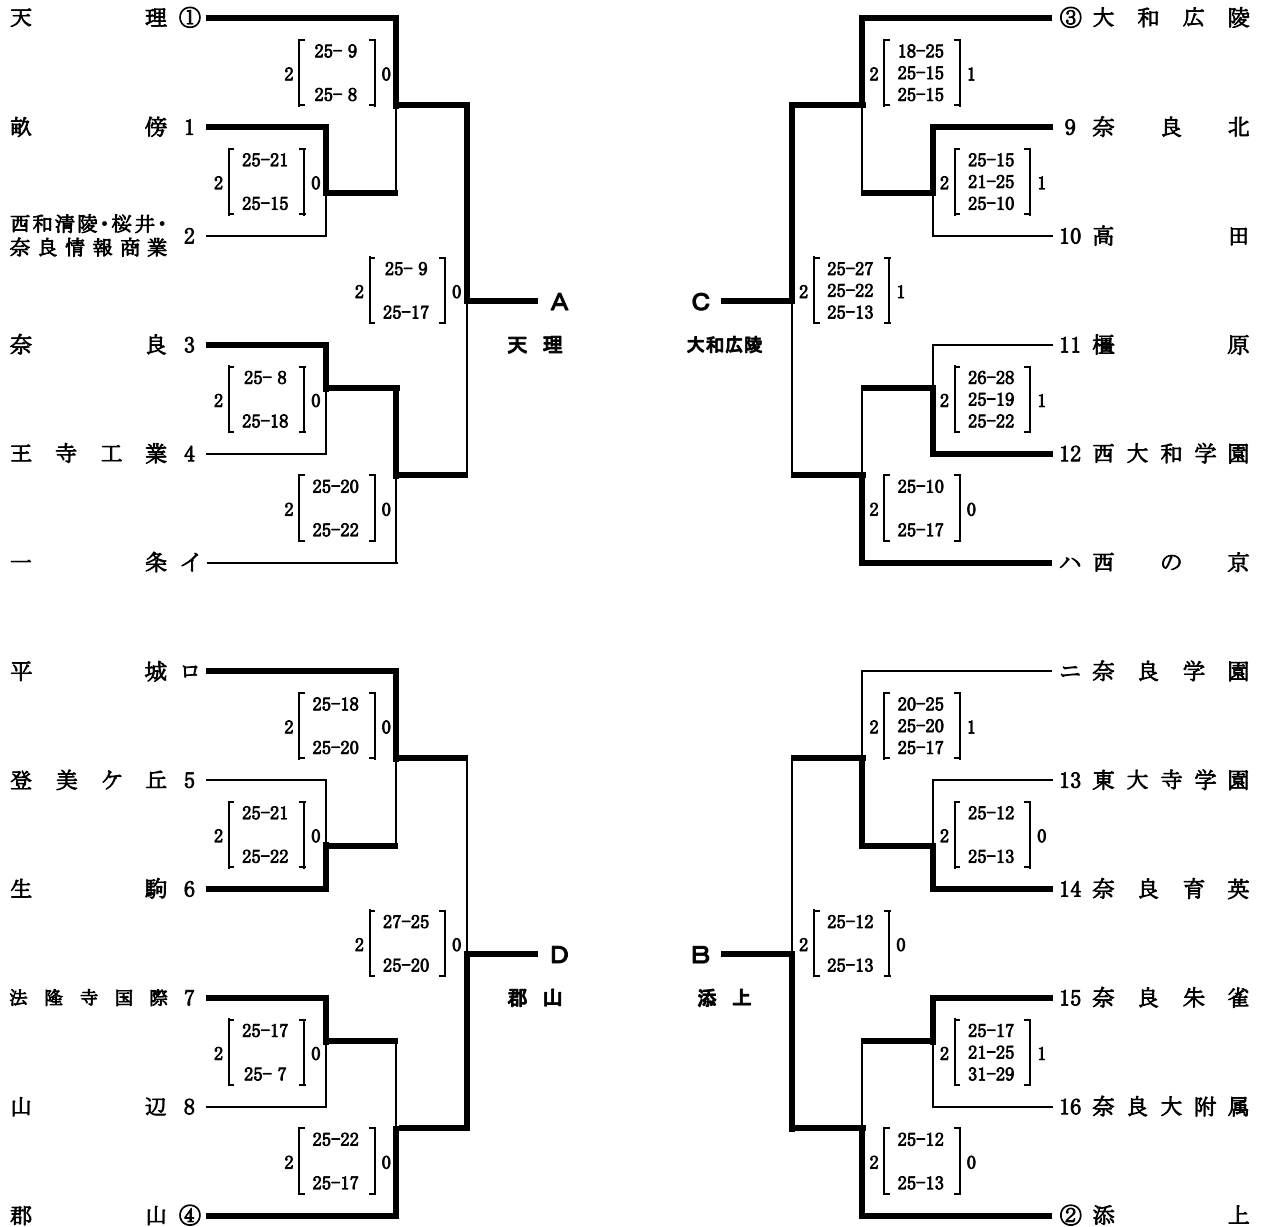 天理 ①
2 25- 9 0
25- 8
畝傍 1
2 25-21 0
25-15
西和清陵・桜井・
奈良情報商業 2
2 25- 9 0
25-17
A
天理
奈良 3
2 25- 8 0
25-18
王寺工業 4
2 25-20 0
25-22
一条 イ
③ 大和広陵
18-25
2 25-15 1
25-15
9 奈良北
25-15
2 21-25 1
25-10
10 高田
25-27
2 25-22 1
25-13
C
大和広陵
11 橿原
26-28
2 25-19 1
25-22
12 西大和学園
2 25-10 0
25-17
ハ 西の京
平城 ロ
2 25-18 0
25-20
登美ケ丘 5
2 25-21 0
25-22
生駒 6
2 27-25 0
25-20
D
郡山
法隆寺国際 7
2 25-17 0
25- 7
山辺 8
2 25-22 0
25-17
郡山 ④
ニ 奈良学園
20-25
2 25-20 1
25-17
13 東大寺学園
2 25-12 0
25-13
14 奈良育英
2 25-12 0
25-13
B
添上
15 奈良朱雀
25-17
2 21-25 1
31-29
16 奈良大附属
2 25-12 0
25-13
② 添上